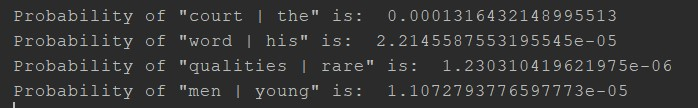 Probability of "court | the" is:  0.0001316432148995513
Probability of "word | his" is:  2.2145587553195545e-05
Probability of "qualities | rare" is:  1.230310419621975e-06
Probability of "men | young" is:  1.1072793776597773e-05